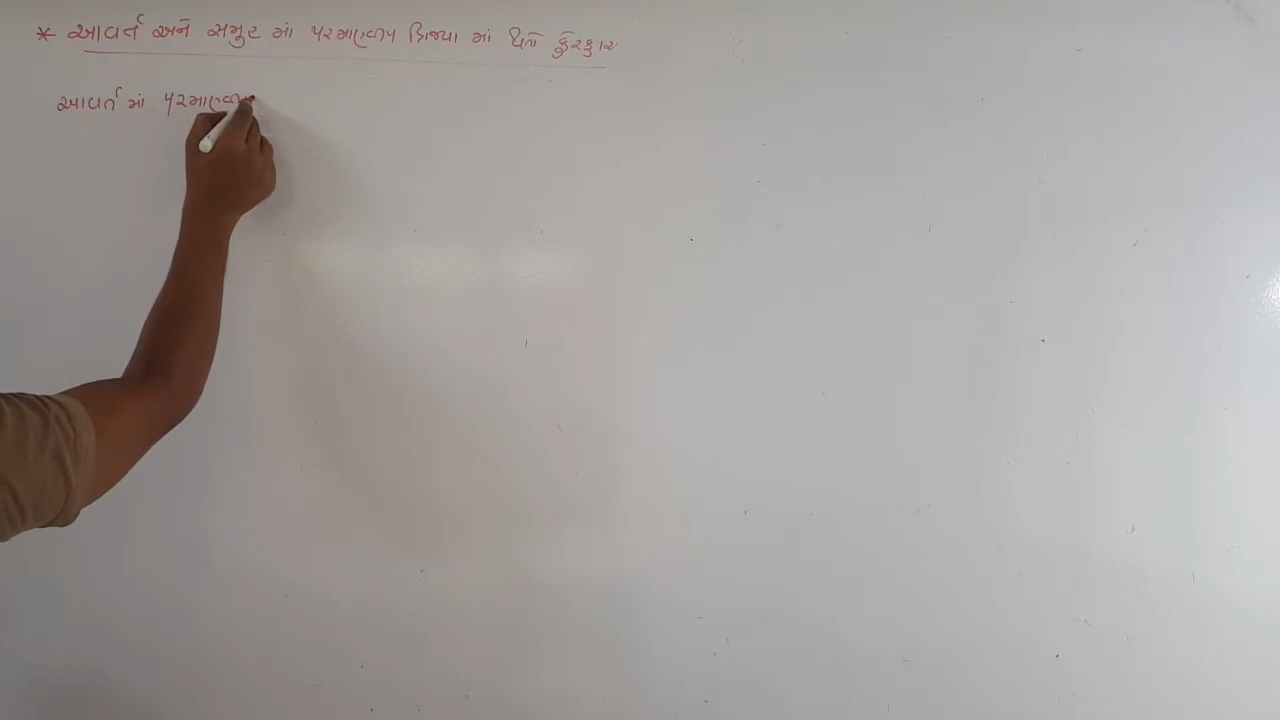 * આવર્ત અને સમુહ માં પરમાણ્વીય ત્રિજ્યા માં થતો ફેરફાર
આવર્ત માં પરમાણ્વીય